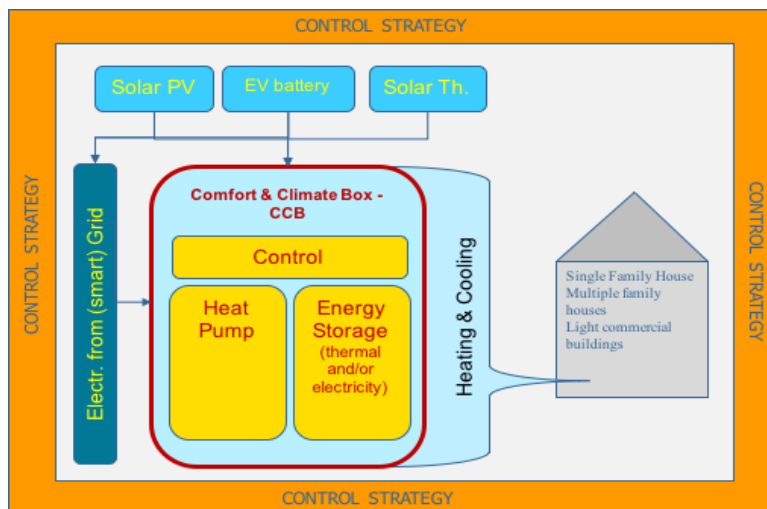 CONTROL STRATEGY
Solar PV
EV battery
Solar Th.
CONTROL STRATEGY
Electr. from (smart) Grid
Comfort & Climate Box -
CCB
Control
Heat
Pump
Energy
Storage
(thermal
and/or
electricity)
Heating & Cooling
Single Family House
Multiple family
houses
Light commercial
buildings
CONTROL STRATEGY
CONTROL STRATEGY